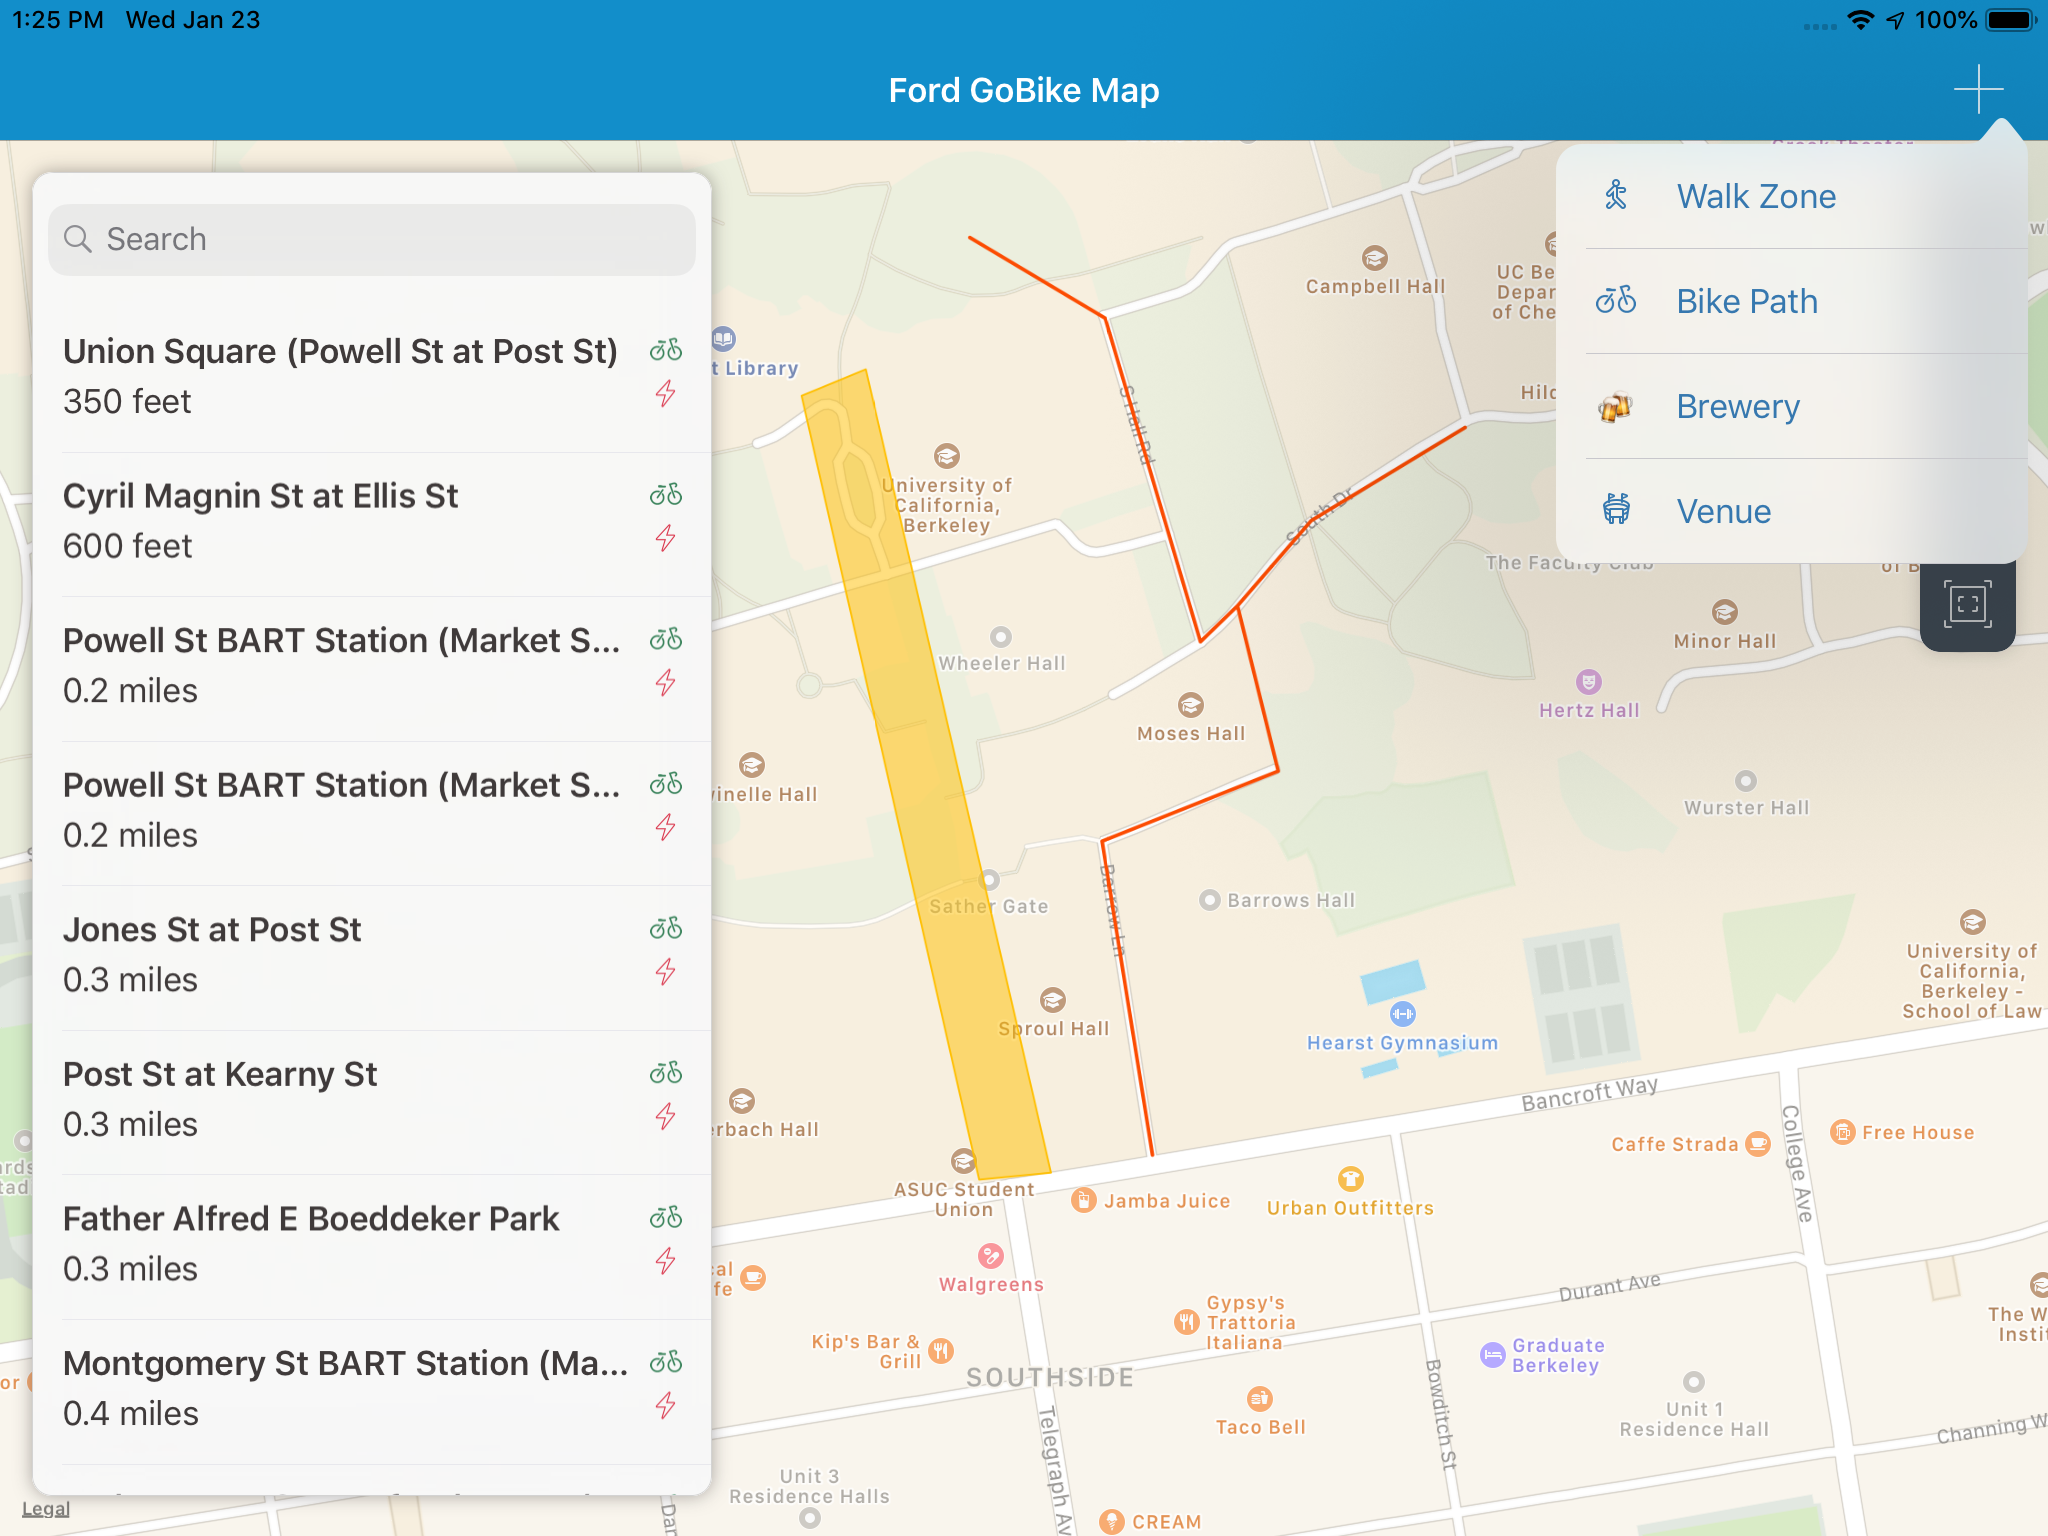 1:25 PM Wed Jan 23
100%
Ford GoBike Map
Search
Union Square (Powell St at Post St)
350 feet
Cyril Magnin St at Ellis St
600 feet
Powell St BART Station (Market S...
0.2 miles
Powell St BART Station (Market S...
0.2 miles
Jones St at Post St
0.3 miles
Post St at Kearny St
0.3 miles
Father Alfred E Boeddeker Park
0.3 miles
Montgomery St BART Station (Ma...
0.4 miles
Legal
Walk Zone
Bike Path
Brewery
Venue
Campbell Hall
UC Be
Depar
of Che
t Library
S Hall Rd
Hild
University of
California,
Berkeley
South Dr
The Faculty Club
of B
Minor Hall
Wheeler Hall
Hertz Hall
Moses Hall
vinelle Hall
Wurster Hall
Barrow Ln
Barrows Hall
Sather Gate
University of
California,
Berkeley -
School of Law
Sproul Hall
Hearst Gymnasium
Bancroft Way
College Ave
erbach Hall
Caffe Strada
Free House
ASUC Student
Union
Jamba Juice
Urban Outfitters
cal
fe
Walgreens
Durant Ave
Gypsy's
Trattoria
Italiana
The W
Insti
Kip's Bar &
Grill
Graduate
Berkeley
SOUTHSIDE
Bowditch St
Unit 1
Residence Hall
Taco Bell
Telegraph Av
Channing W
Unit 3
Residence Halls
CREAM